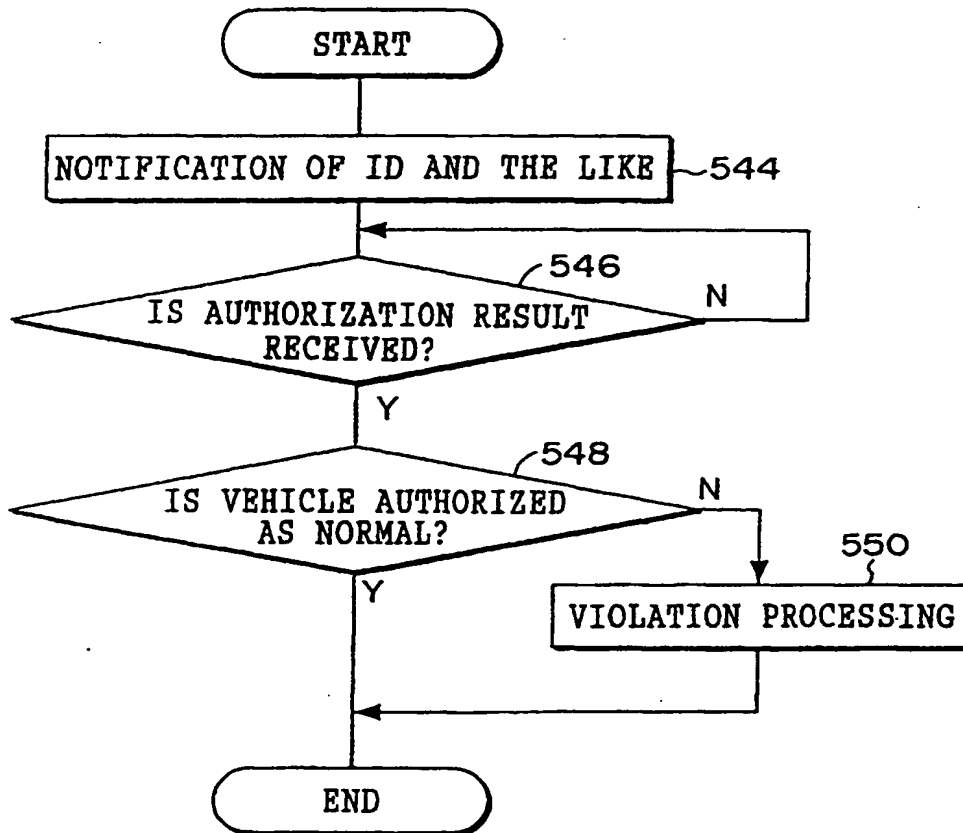 START
NOTIFICATION OF ID AND THE LIKE
544
546
IS AUTHORIZATION RESULT
RECEIVED?
N
Y
548
IS VEHICLE AUTHORIZED
AS NORMAL?
N
Y
550
VIOLATION PROCESSING
END